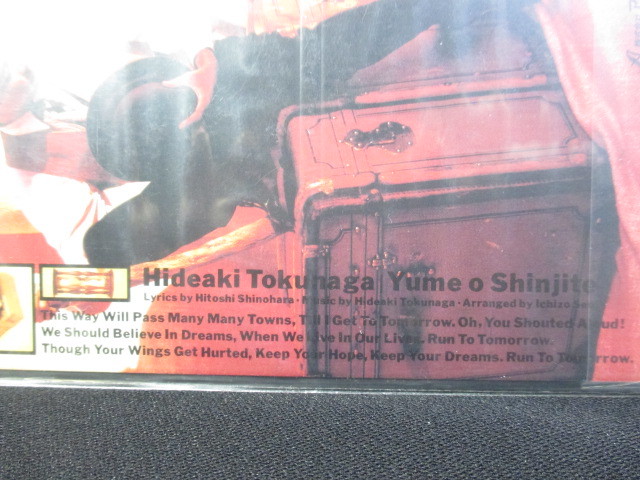 Hideaki Tokunaga Yume o Shinjite
Lyrics by Hitoshi Shinohara · Music by Hideaki Tokunaga · Arranged by Ichizo
This Way Will Pass Many Many Towns, Till I Get To Tomorrow. Oh, You Shouted Aloud!
We Should Believe In Dreams, When We Live In Our Lives. Run To Tomorrow.
Though Your Wings Get Hurted, Keep Your Hope, Keep Your Dreams. Run To Tomorrow.